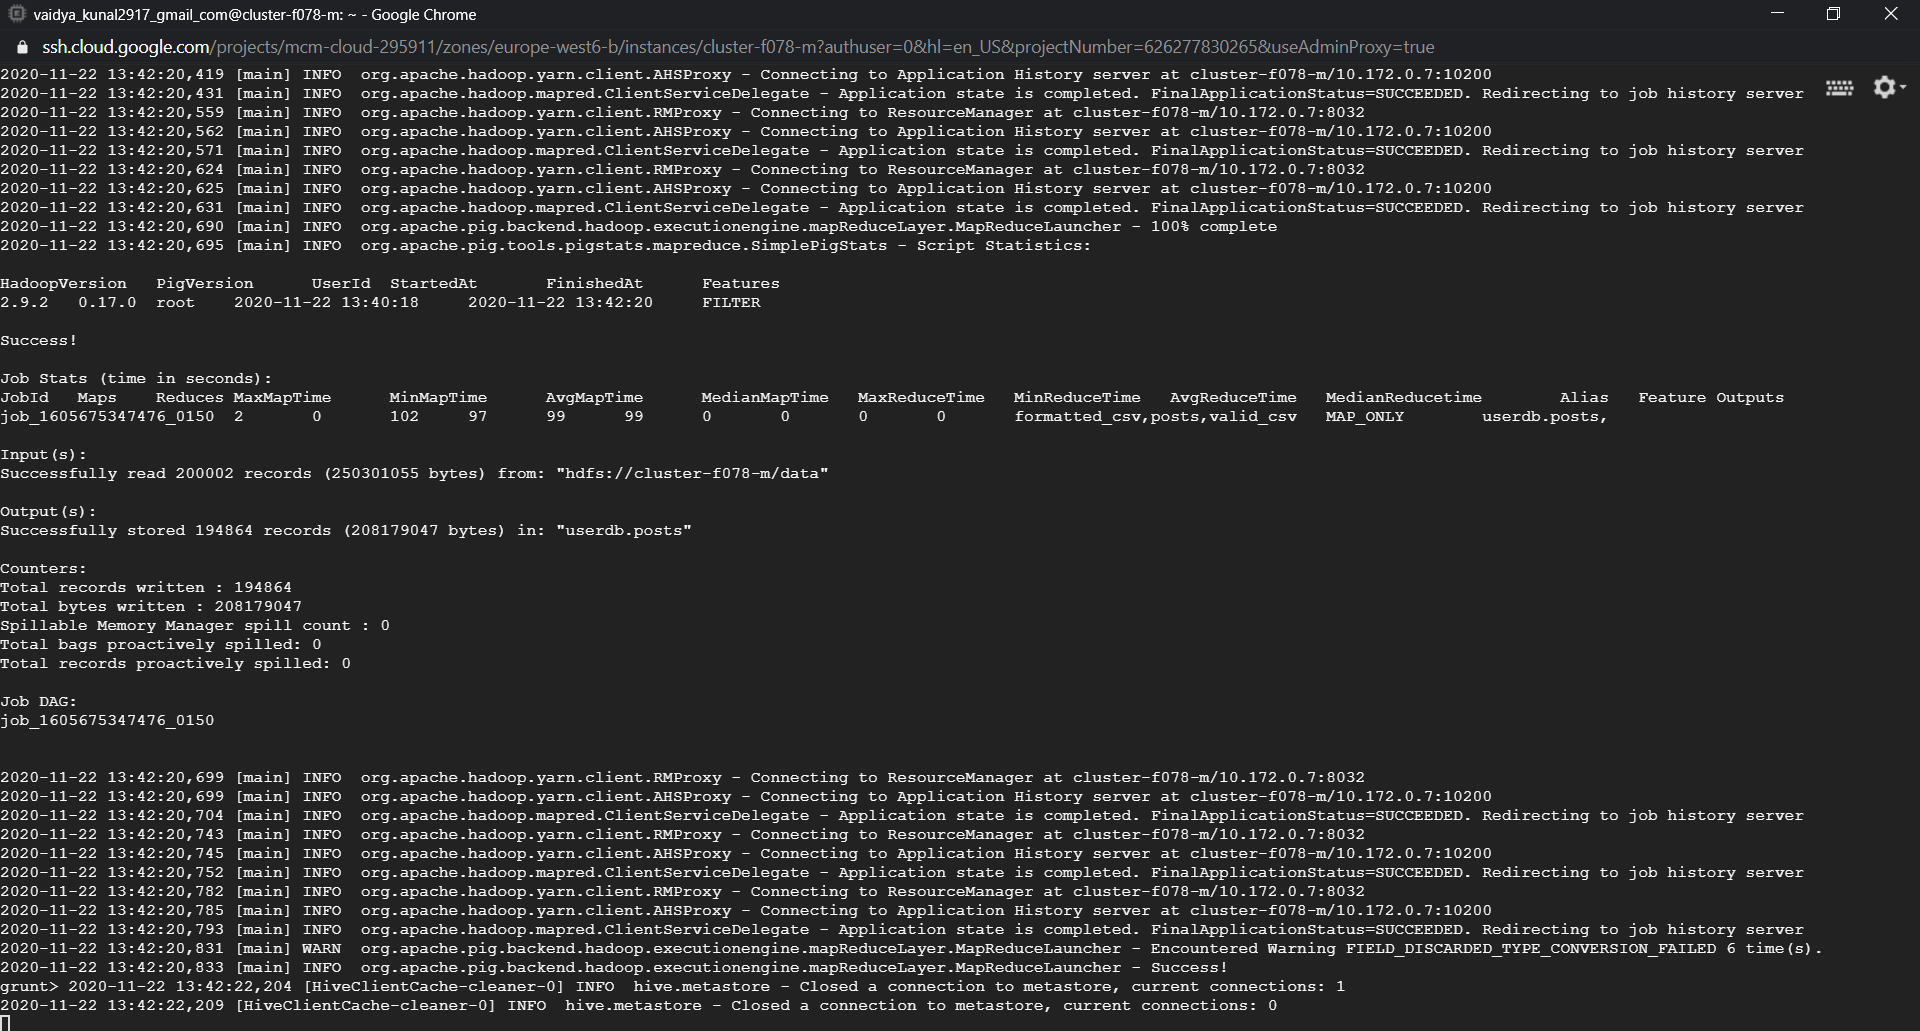 vaidya_kunal2917_gmail_com@cluster-f078-m: ~ - Google Chrome
ssh.cloud.google.com/projects/mcm-cloud-295911/zones/europe-west6-b/instances/cluster-f078-m?authuser=0&hl=en_US&projectNumber=626277830265&useAdminProxy=true
2020-11-22 13:42:20,419 [main] INFO  org.apache.hadoop.yarn.client.AHSProxy - Connecting to Application History server at cluster-f078-m/10.172.0.7:10200
2020-11-22 13:42:20,431 [main] INFO  org.apache.hadoop.mapred.ClientServiceDelegate - Application state is completed. FinalApplicationStatus=SUCCEEDED. Redirecting to job history server
2020-11-22 13:42:20,559 [main] INFO  org.apache.hadoop.yarn.client.RMProxy - Connecting to ResourceManager at cluster-f078-m/10.172.0.7:8032
2020-11-22 13:42:20,562 [main] INFO  org.apache.hadoop.yarn.client.AHSProxy - Connecting to Application History server at cluster-f078-m/10.172.0.7:10200
2020-11-22 13:42:20,571 [main] INFO  org.apache.hadoop.mapred.ClientServiceDelegate - Application state is completed. FinalApplicationStatus=SUCCEEDED. Redirecting to job history server
2020-11-22 13:42:20,624 [main] INFO  org.apache.hadoop.yarn.client.RMProxy - Connecting to ResourceManager at cluster-f078-m/10.172.0.7:8032
2020-11-22 13:42:20,625 [main] INFO  org.apache.hadoop.yarn.client.AHSProxy - Connecting to Application History server at cluster-f078-m/10.172.0.7:10200
2020-11-22 13:42:20,631 [main] INFO  org.apache.hadoop.mapred.ClientServiceDelegate - Application state is completed. FinalApplicationStatus=SUCCEEDED. Redirecting to job history server
2020-11-22 13:42:20,690 [main] INFO  org.apache.pig.backend.hadoop.executionengine.mapReduceLayer.MapReduceLauncher - 100% complete
2020-11-22 13:42:20,695 [main] INFO  org.apache.pig.tools.pigstats.mapreduce.SimplePigStats - Script Statistics:
HadoopVersion   PigVersion      UserId  StartedAt       FinishedAt      Features
2.9.2   0.17.0  root    2020-11-22 13:40:18     2020-11-22 13:42:20     FILTER
Success!
Job Stats (time in seconds):
JobId   Maps    Reduces MaxMapTime      MinMapTime      AvgMapTime      MedianMapTime   MaxReduceTime   MinReduceTime   AvgReduceTime   MedianReducetime        Alias   Feature Outputs
job_1605675347476_0150  2       0       102     97      99      99      0       0       0       0       formatted_csv,posts,valid_csv   MAP_ONLY        userdb.posts,
Input(s):
Successfully read 200002 records (250301055 bytes) from: "hdfs://cluster-f078-m/data"
Output(s):
Successfully stored 194864 records (208179047 bytes) in: "userdb.posts"
Counters:
Total records written : 194864
Total bytes written : 208179047
Spillable Memory Manager spill count : 0
Total bags proactively spilled: 0
Total records proactively spilled: 0
Job DAG:
job_1605675347476_0150
2020-11-22 13:42:20,699 [main] INFO  org.apache.hadoop.yarn.client.RMProxy - Connecting to ResourceManager at cluster-f078-m/10.172.0.7:8032
2020-11-22 13:42:20,699 [main] INFO  org.apache.hadoop.yarn.client.AHSProxy - Connecting to Application History server at cluster-f078-m/10.172.0.7:10200
2020-11-22 13:42:20,704 [main] INFO  org.apache.hadoop.mapred.ClientServiceDelegate - Application state is completed. FinalApplicationStatus=SUCCEEDED. Redirecting to job history server
2020-11-22 13:42:20,743 [main] INFO  org.apache.hadoop.yarn.client.RMProxy - Connecting to ResourceManager at cluster-f078-m/10.172.0.7:8032
2020-11-22 13:42:20,745 [main] INFO  org.apache.hadoop.yarn.client.AHSProxy - Connecting to Application History server at cluster-f078-m/10.172.0.7:10200
2020-11-22 13:42:20,752 [main] INFO  org.apache.hadoop.mapred.ClientServiceDelegate - Application state is completed. FinalApplicationStatus=SUCCEEDED. Redirecting to job history server
2020-11-22 13:42:20,782 [main] INFO  org.apache.hadoop.yarn.client.RMProxy - Connecting to ResourceManager at cluster-f078-m/10.172.0.7:8032
2020-11-22 13:42:20,785 [main] INFO  org.apache.hadoop.yarn.client.AHSProxy - Connecting to Application History server at cluster-f078-m/10.172.0.7:10200
2020-11-22 13:42:20,793 [main] INFO  org.apache.hadoop.mapred.ClientServiceDelegate - Application state is completed. FinalApplicationStatus=SUCCEEDED. Redirecting to job history server
2020-11-22 13:42:20,831 [main] WARN  org.apache.pig.backend.hadoop.executionengine.mapReduceLayer.MapReduceLauncher - Encountered Warning FIELD_DISCARDED_TYPE_CONVERSION_FAILED 6 time(s).
2020-11-22 13:42:20,833 [main] INFO  org.apache.pig.backend.hadoop.executionengine.mapReduceLayer.MapReduceLauncher - Success!
grunt> 2020-11-22 13:42:22,204 [HiveClientCache-cleaner-0] INFO  hive.metastore - Closed a connection to metastore, current connections: 1
2020-11-22 13:42:22,209 [HiveClientCache-cleaner-0] INFO  hive.metastore - Closed a connection to metastore, current connections: 0